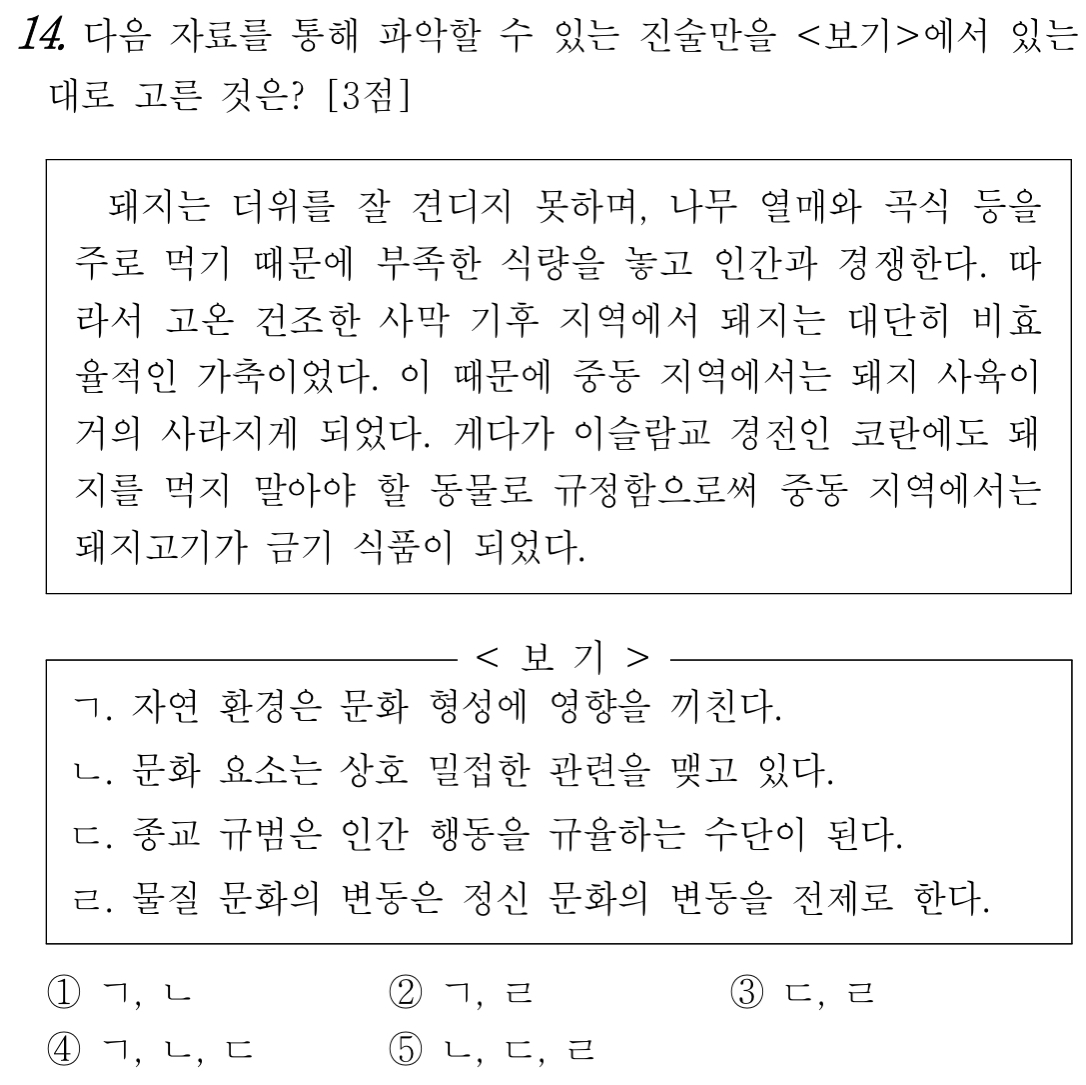 14. 다음 자료를 통해 파악할 수 있는 진술만을 <보기>에서 있는
대로 고른 것은? [3점]
돼지는 더위를 잘 견디지 못하며, 나무 열매와 곡식 등을
주로 먹기 때문에 부족한 식량을 놓고 인간과 경쟁한다. 따
라서 고온 건조한 사막 기후 지역에서 돼지는 대단히 비효
율적인 가축이었다. 이 때문에 중동 지역에서는 돼지 사육이
거의 사라지게 되었다. 게다가 이슬람교 경전인 코란에도 돼
지를 먹지 말아야 할 동물로 규정함으로써 중동 지역에서는
돼지고기가 금기 식품이 되었다.
< 보 기 >
ㄱ. 자연 환경은 문화 형성에 영향을 끼친다.
ㄴ. 문화 요소는 상호 밀접한 관련을 맺고 있다.
ㄷ. 종교 규범은 인간 행동을 규율하는 수단이 된다.
ㄹ. 물질 문화의 변동은 정신 문화의 변동을 전제로 한다.
① ㄱ, ㄴ ② ㄱ, ㄹ ③ ㄷ, ㄹ
④ ㄱ, ㄴ, ㄷ ⑤ ㄴ, ㄷ, ㄹ